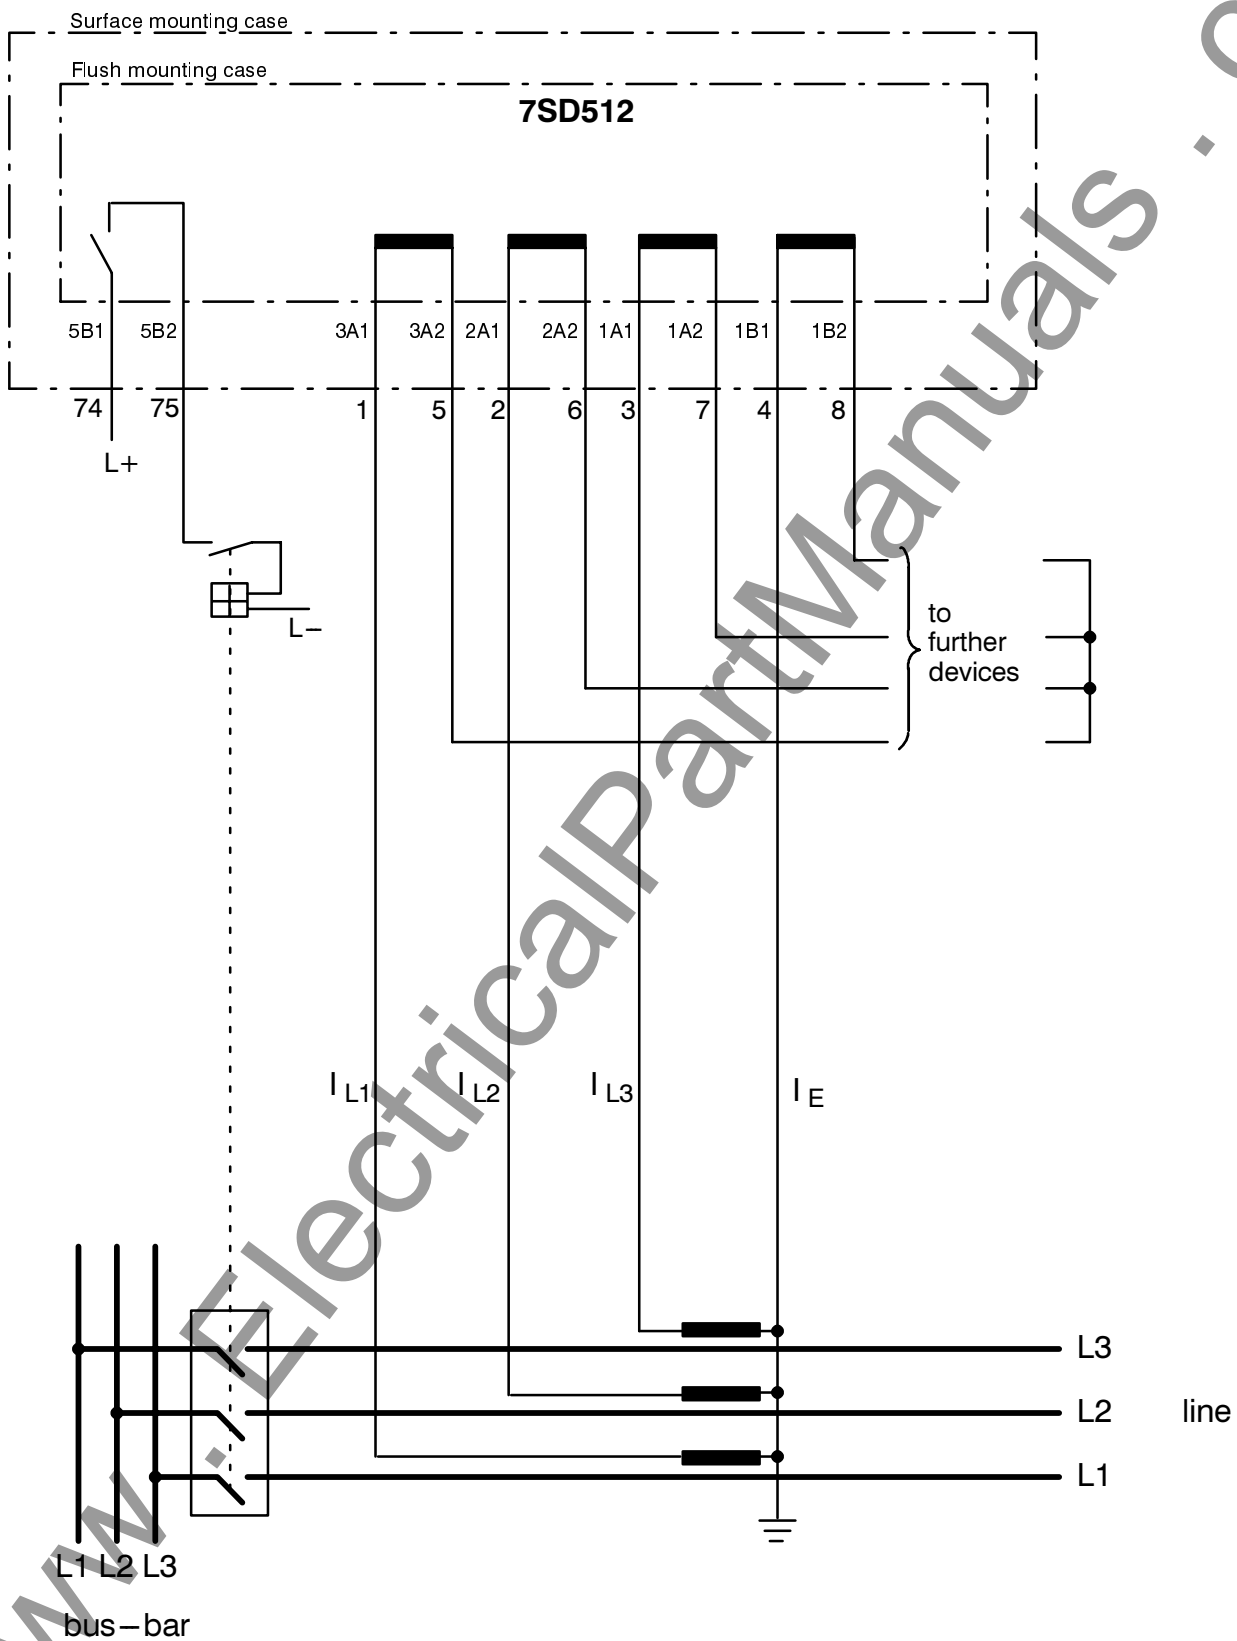 Surface mounting case
Flush mounting case
7SD512
5B1 5B2 3A1 3A2 2A1 2A2 1A1 1A2 1B1 1B2
74 75 1 5 2 6 3 7 4 8
L+
L−
to
further
devices
I L1 I L2 I L3 I E
L3
L2 line
L1
L1 L2 L3
bus−bar
www. ElectricalPartManuals . c